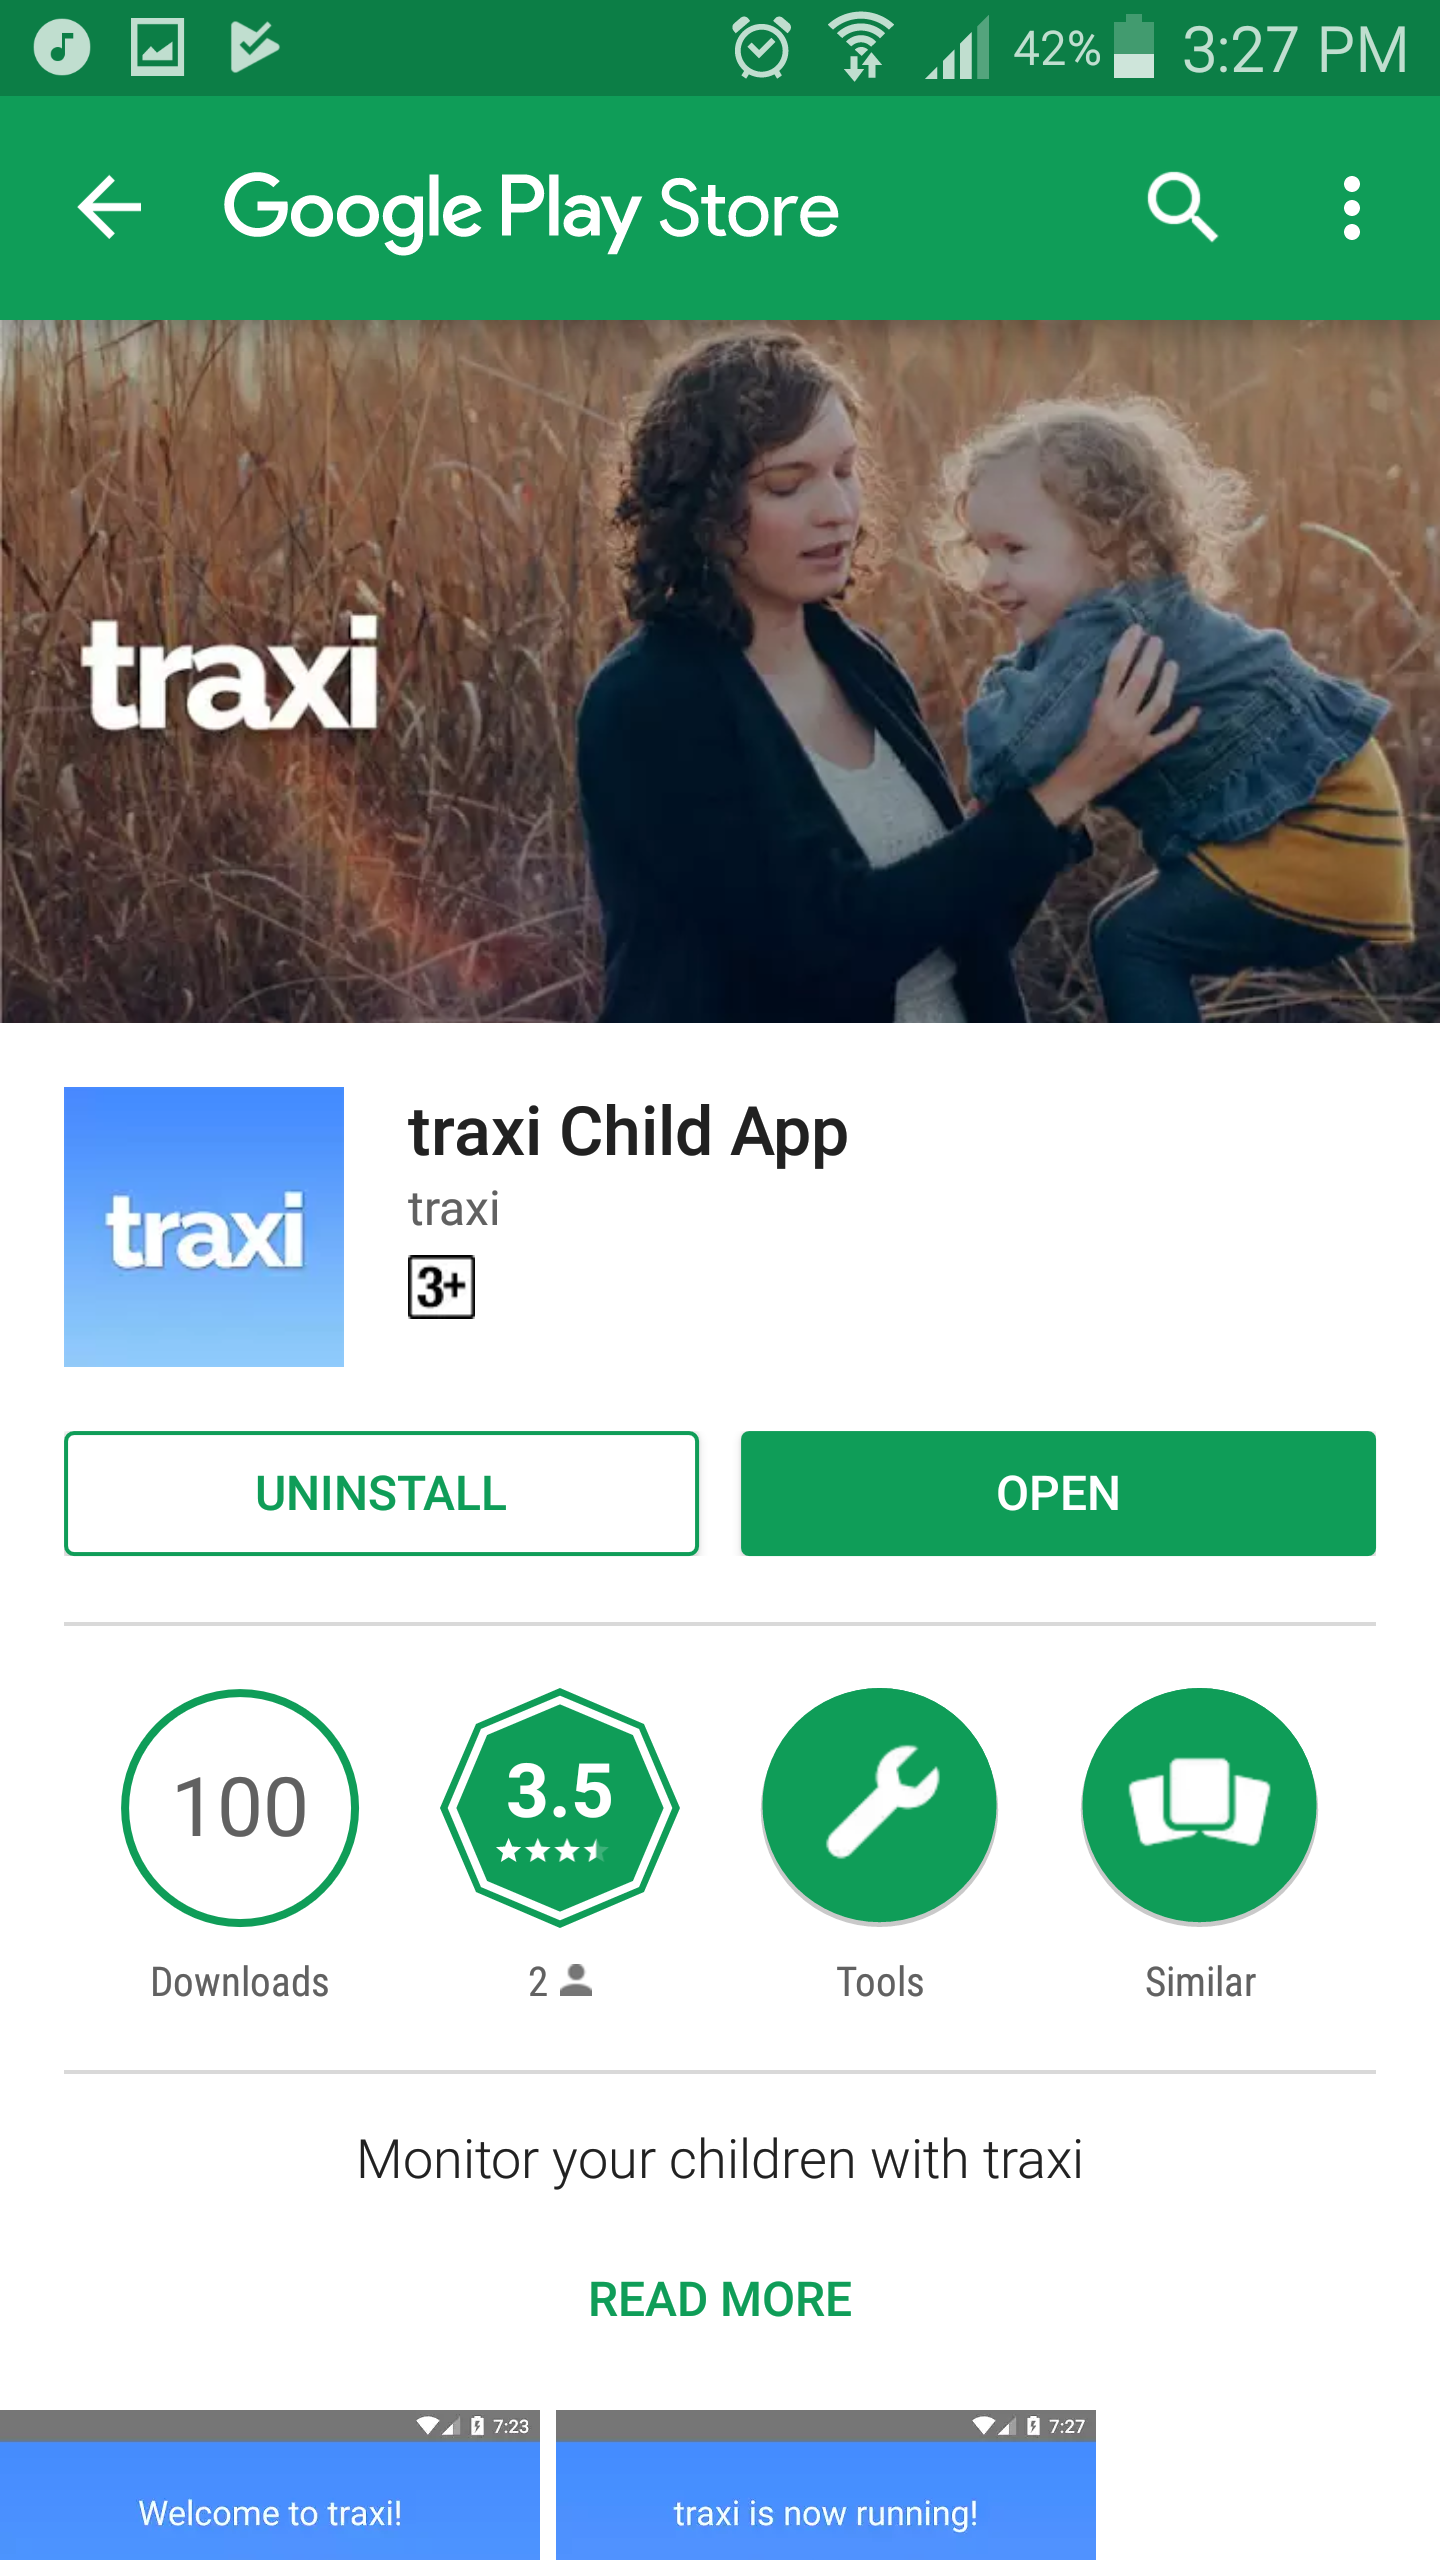 42% 3:27 PM
Google Play Store
traxi
traxi Child App
traxi
traxi
3+
UNINSTALL
OPEN
100
3.5
Downloads
2
Tools
Similar
Monitor your children with traxi
READ MORE
7:23
7:27
Welcome to traxi!
traxi is now running!